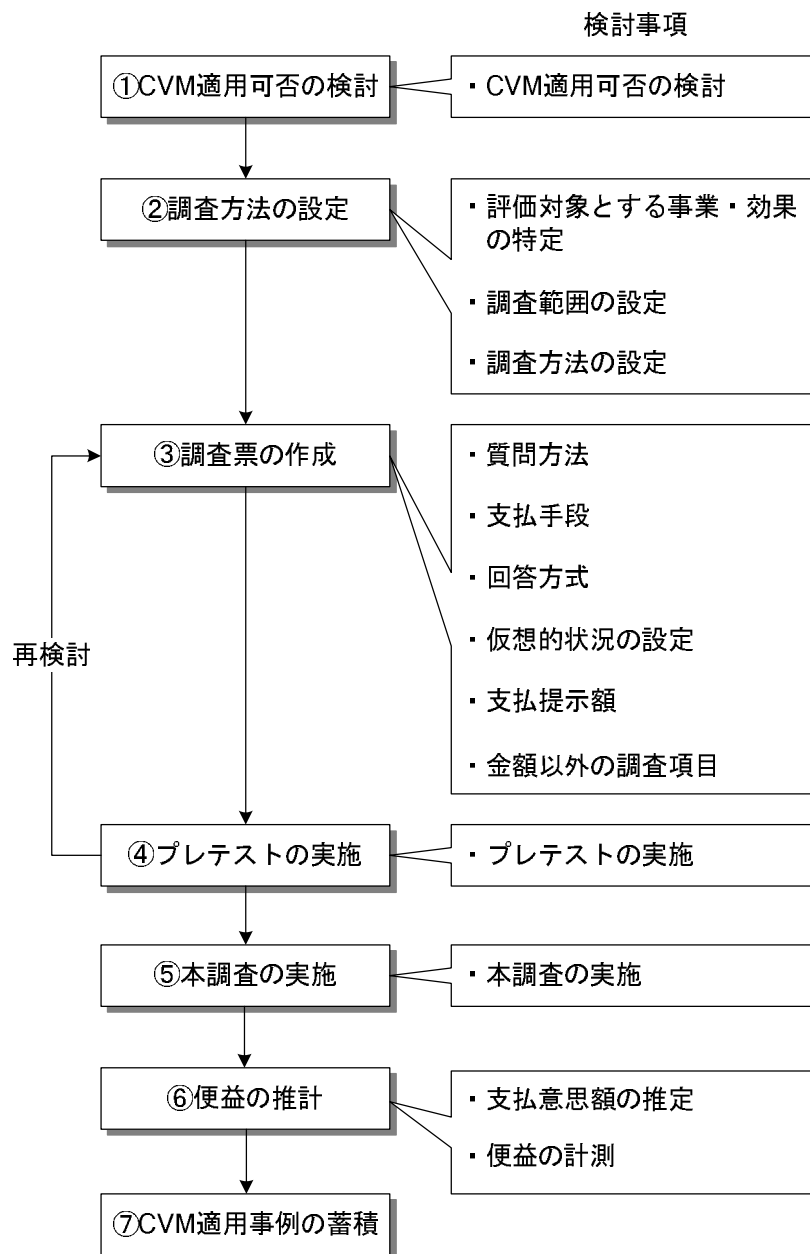 検討事項
①CVM適用可否の検討
・CVM適用可否の検討
②調査方法の設定
・評価対象とする事業・効果
の特定
・調査範囲の設定
・調査方法の設定
③調査票の作成
・質問方法
・支払手段
・回答方式
・仮想的状況の設定
・支払提示額
・金額以外の調査項目
再検討
④プレテストの実施
・プレテストの実施
⑤本調査の実施
・本調査の実施
⑥便益の推計
・支払意思額の推定
・便益の計測
⑦CVM適用事例の蓄積